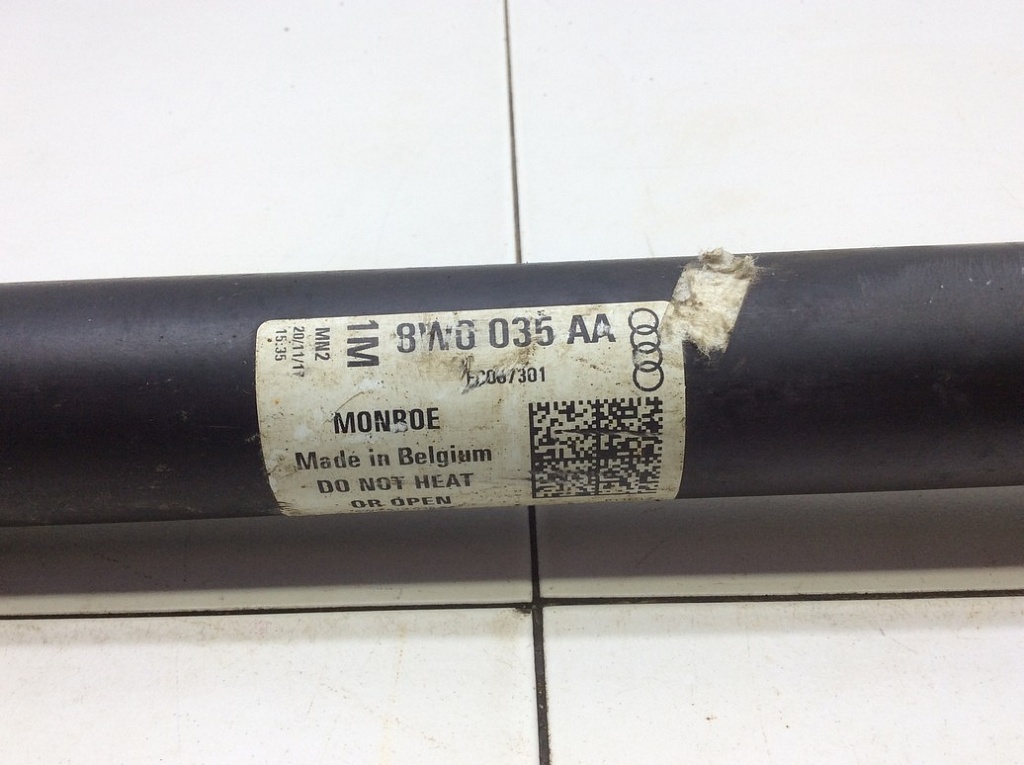 MN2
20/11/17
15:35
1M
8W0 035 AA
MONROE
Made in Belgium
DO NOT HEAT
OR OPEN